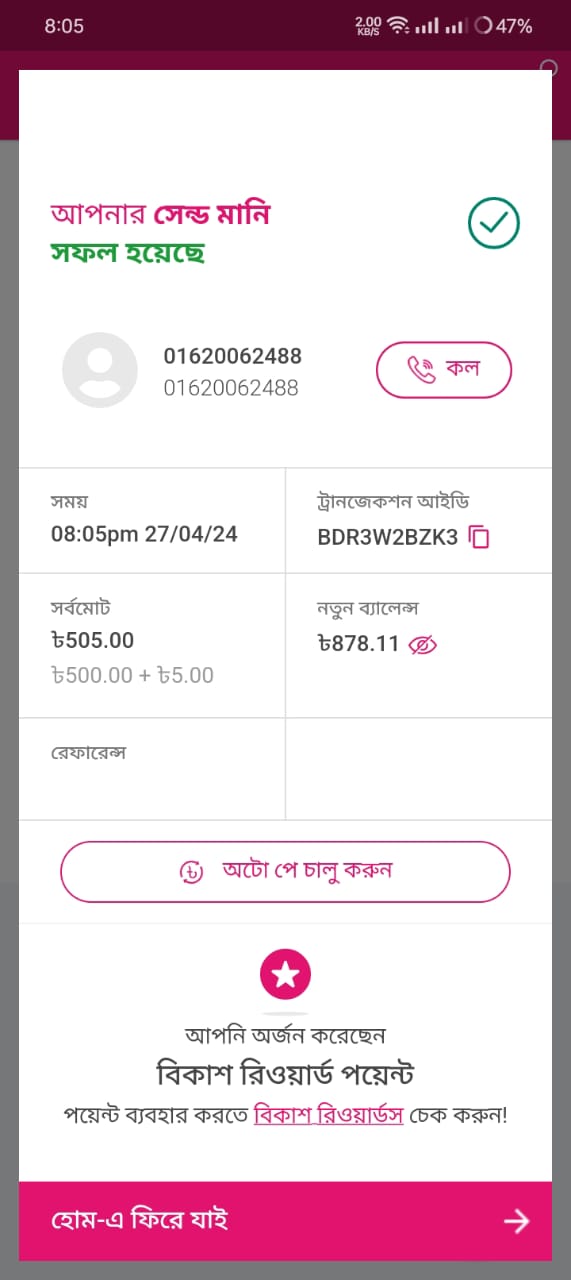 8:05
2.00 KB/S 47%
আপনার সেন্ড মানি
সফল হয়েছে
01620062488
01620062488
কল
সময়
08:05pm 27/04/24
ট্রানজেকশন আইডি
BDR3W2BZK3
সর্বমোট
৳505.00
৳500.00 + ৳5.00
নতুন ব্যালেন্স
৳878.11
রেফারেন্স
অটো পে চালু করুন
আপনি অর্জন করেছেন
বিকাশ রিওয়ার্ড পয়েন্ট
পয়েন্ট ব্যবহার করতে বিকাশ রিওয়ার্ডস চেক করুন!
হোম-এ ফিরে যাই